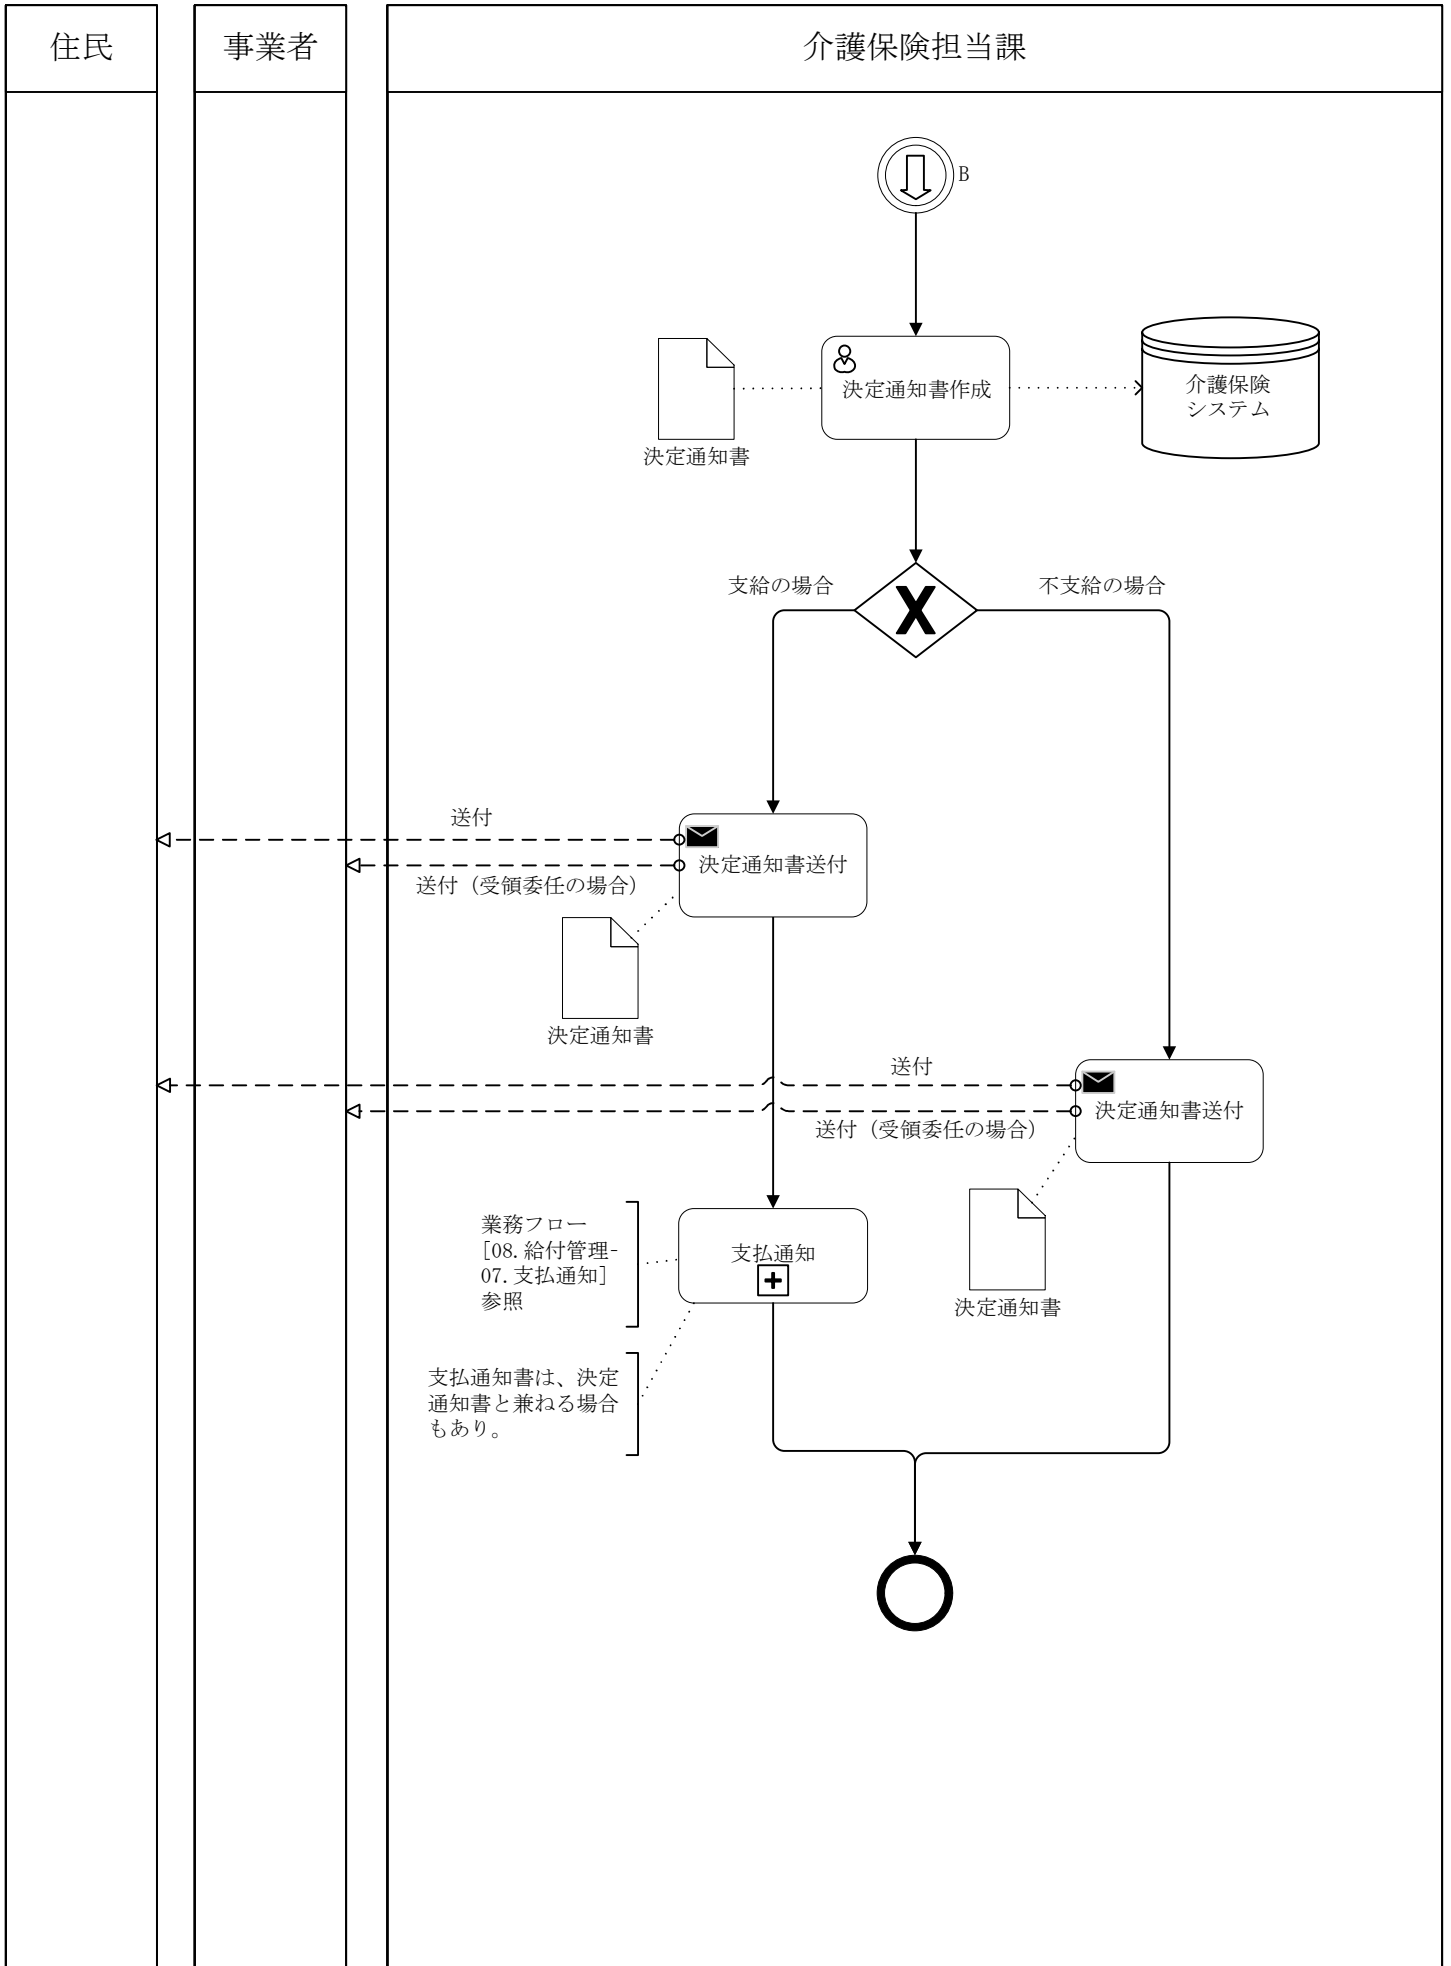 住民
事業者
介護保険担当課
B
決定通知書作成
介護保険
システム
決定通知書
支給の場合
不支給の場合
X
送付
決定通知書送付
送付（受領委任の場合）
決定通知書
送付
決定通知書送付
送付（受領委任の場合）
業務フロー
[08.給付管理-
07.支払通知]
参照
支払通知
決定通知書
支払通知書は、決定
通知書と兼ねる場合
もあり。